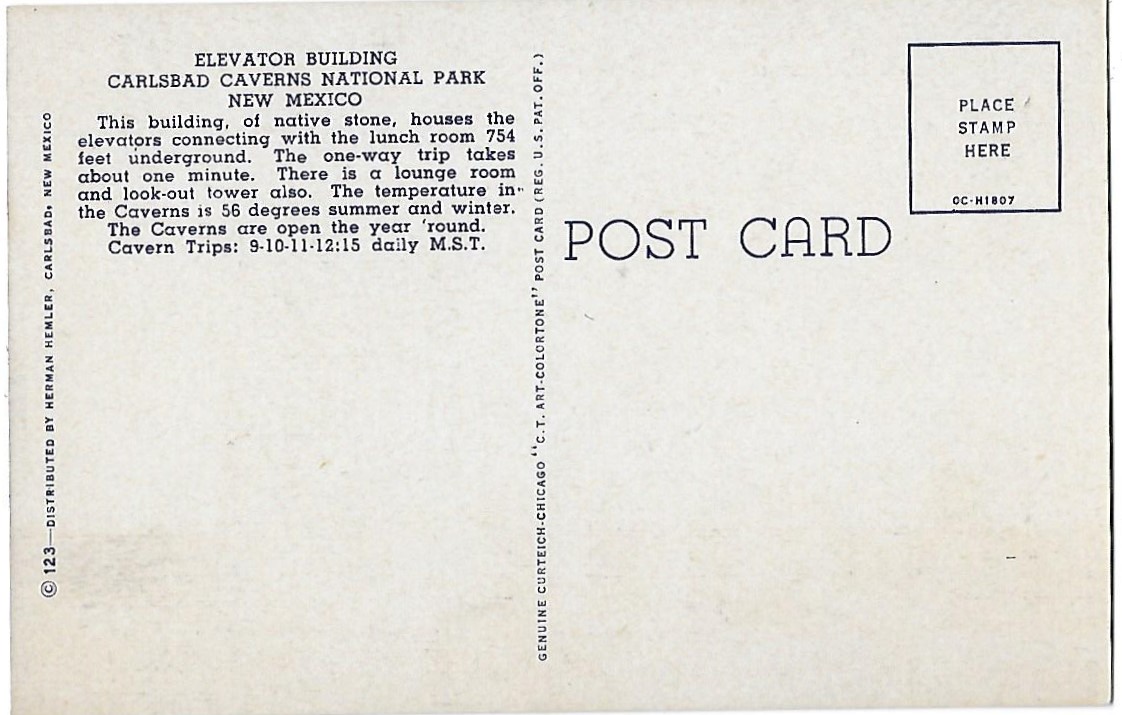 ELEVATOR BUILDING
CARLSBAD CAVERNS NATIONAL PARK
NEW MEXICO
This building, of native stone, houses the
elevators connecting with the lunch room 754
feet underground. The one-way trip takes
about one minute. There is a lounge room
and look-out tower also. The temperature in
the Caverns is 56 degrees summer and winter.
The Caverns are open the year 'round.
Cavern Trips: 9-10-11-12:15 daily M.S.T.
© 123—DISTRIBUTED BY HERMAN HEMLER, CARLSBAD, NEW MEXICO
GENUINE CURTEICH-CHICAGO "C.T. ART-COLORTONE" POST CARD (REG. U.S. PAT. OFF.)
POST CARD
PLACE
STAMP
HERE
OC-H1807